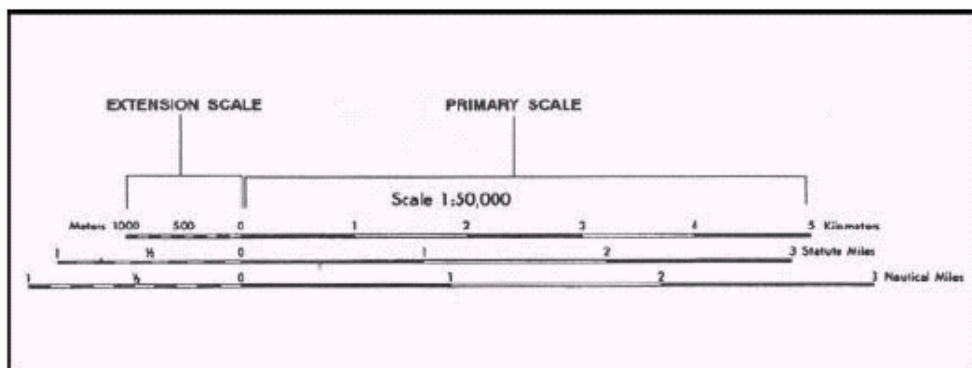 EXTENSION SCALE PRIMARY SCALE
Scale 1:50,000
Meters 1000 500 0 1 2 3 4 5 Kilometers
1 ½ 0 1 2 3 Statute Miles
1 ½ 0 1 2 3 Nautical Miles